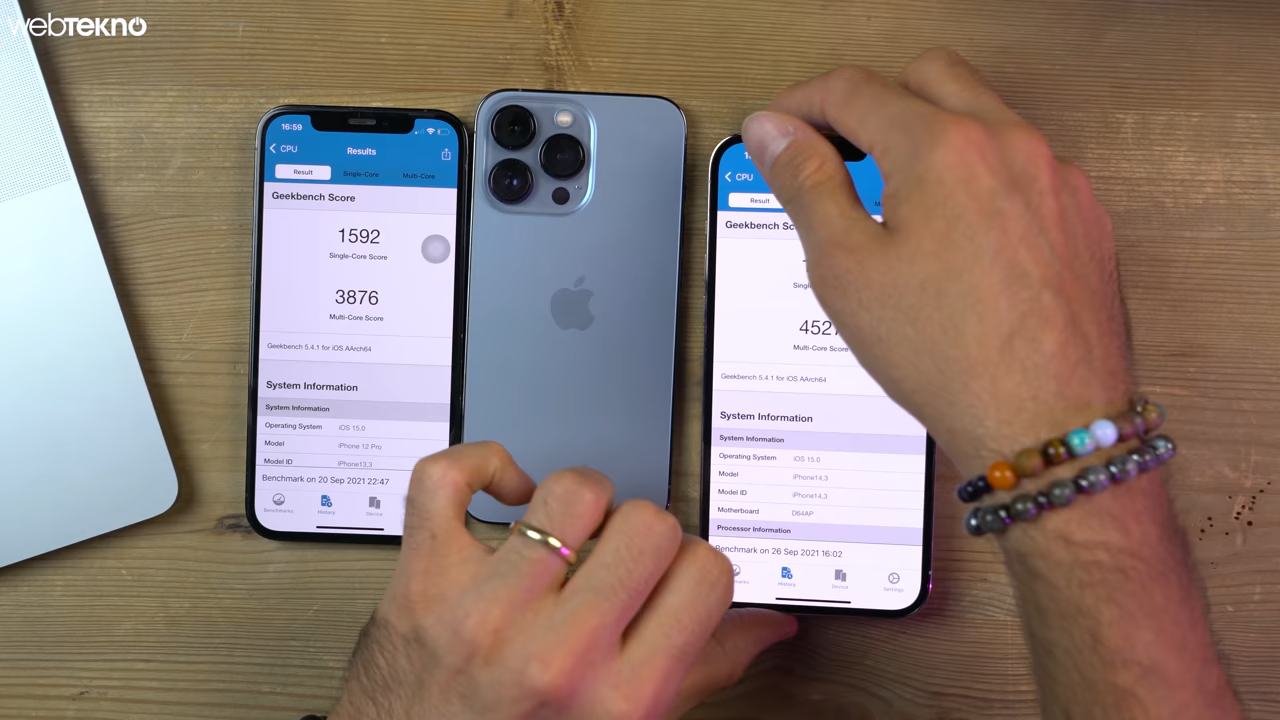 webTEKNO
16:59
CPU
Results
Result
Single-Core
Multi-Core
Geekbench Score
1592
Single-Core Score
3876
Multi-Core Score
Geekbench 5.4.1 for iOS AArch64
System Information
System Information
Operating System iOS 15.0
Model iPhone 12 Pro
Model ID iPhone13,3
Benchmark on 20 Sep 2021 22:47
Benchmarks
History
Device
CPU
Result
Geekbench
4527
Multi-Core
Geekbench 5.4.1 for iOS AArch64
System Information
System Information
Operating System iOS 15.0
Model iPhone14,3
Model ID iPhone14,3
Motherboard D64AP
Processor Information
Benchmark on 26 Sep 2021 16:02
History
Device
Settings